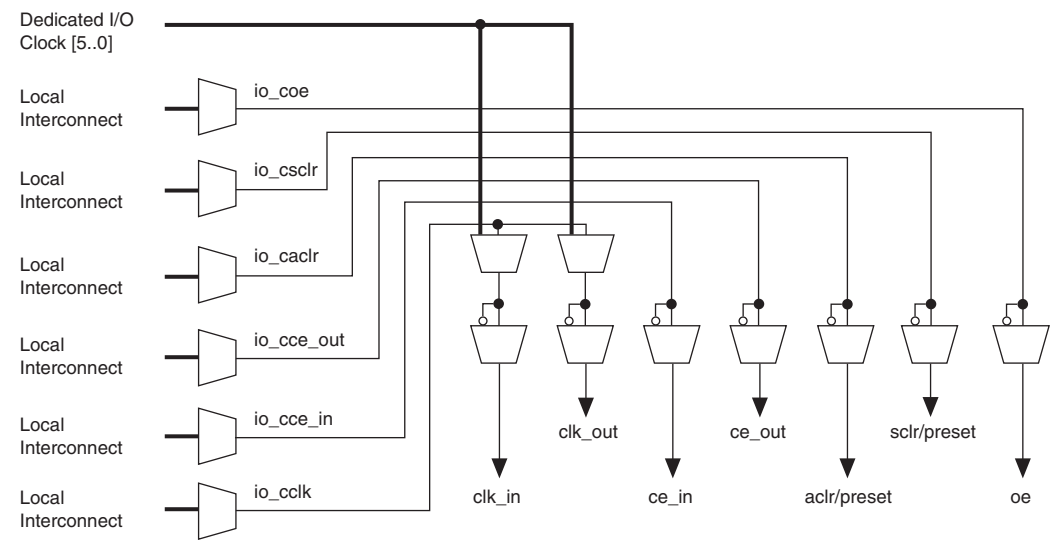 Dedicated I/O
Clock [5..0]
Local
Interconnect
io_coe
Local
Interconnect
io_csclr
Local
Interconnect
io_caclr
Local
Interconnect
io_cce_out
Local
Interconnect
io_cce_in
Local
Interconnect
io_cclk
clk_out
ce_out
sclr/preset
clk_in
ce_in
aclr/preset
oe